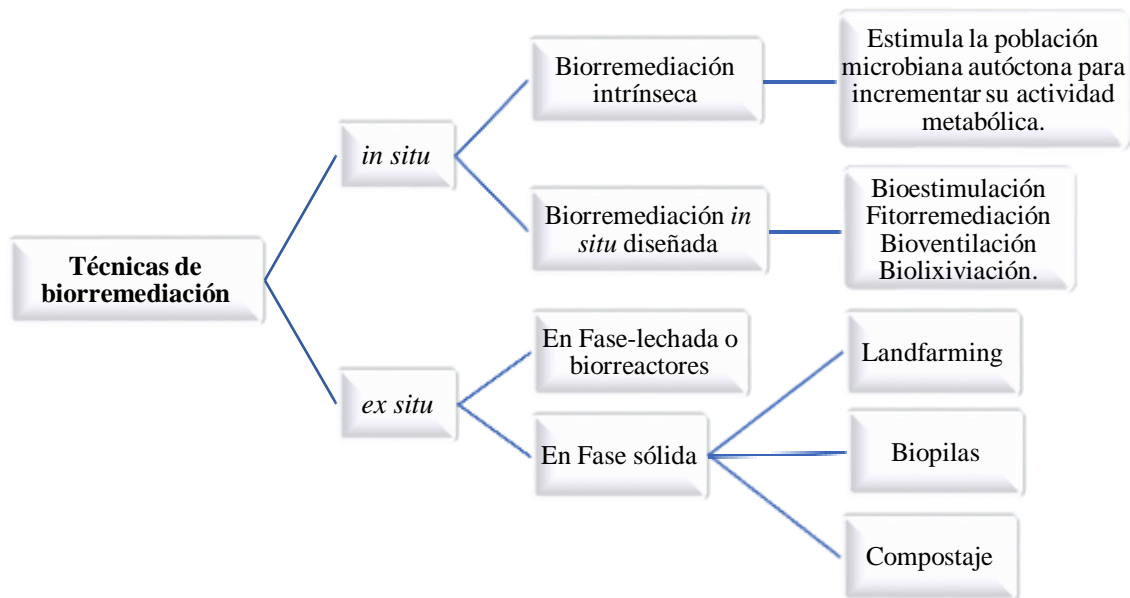 Técnicas de
biorremediación
in situ
Biorremediación
intrínseca
Estimula la población
microbiana autóctona para
incrementar su actividad
metabólica.
Biorremediación in
situ diseñada
Bioestimulación
Fitorremediación
Bioventilación
Biolixiviación.
ex situ
En Fase-lechada o
biorreactores
En Fase sólida
Landfarming
Biopilas
Compostaje